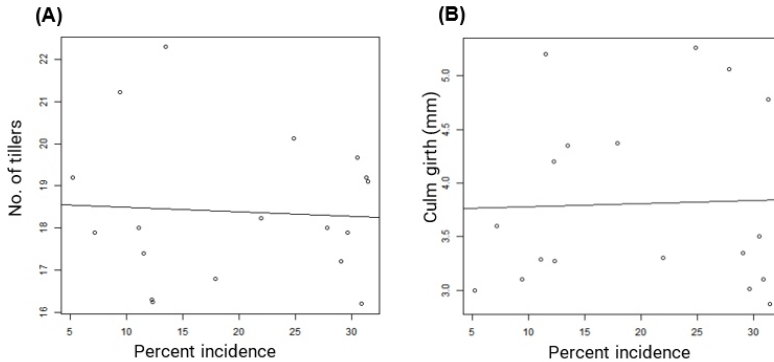 (A)
No. of tillers
22
21
20
19
18
17
16
5 10 15 20 25 30
Percent incidence
(B)
Culm girth (mm)
5.0
4.5
4.0
3.5
3.0
5 10 15 20 25 30
Percent incidence